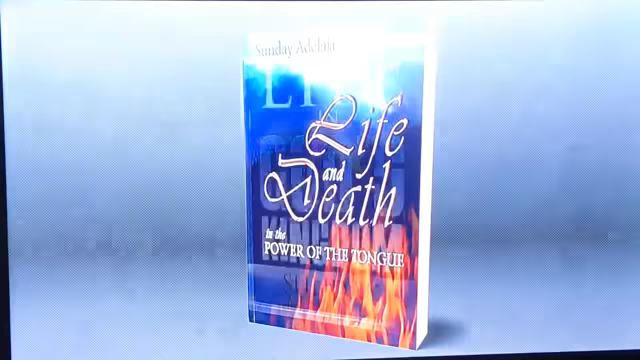 Sunday Adelaja
Life
and
Death
in the
POWER OF THE TONGUE